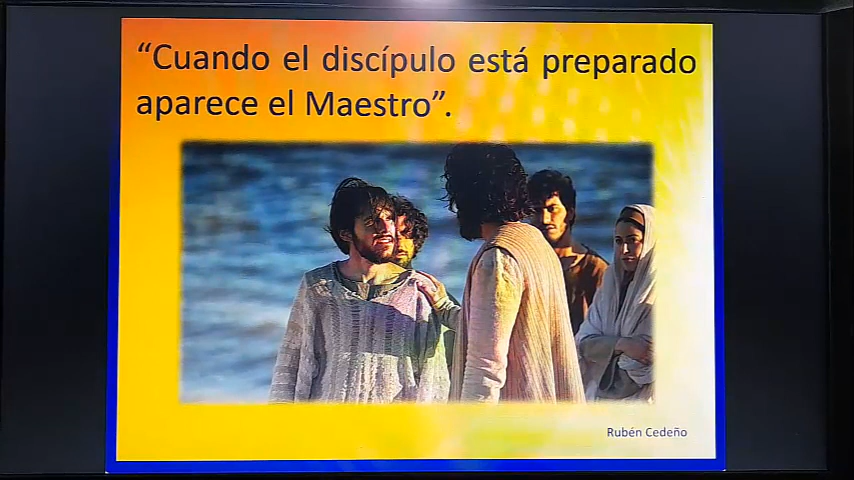 “Cuando el discípulo está preparado
aparece el Maestro”.
Rubén Cedeño